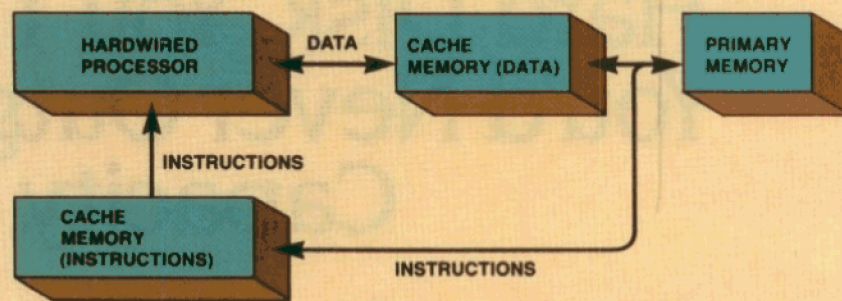 HARDWIRED
PROCESSOR
DATA
CACHE
MEMORY (DATA)
PRIMARY
MEMORY
INSTRUCTIONS
CACHE
MEMORY
(INSTRUCTIONS)
INSTRUCTIONS